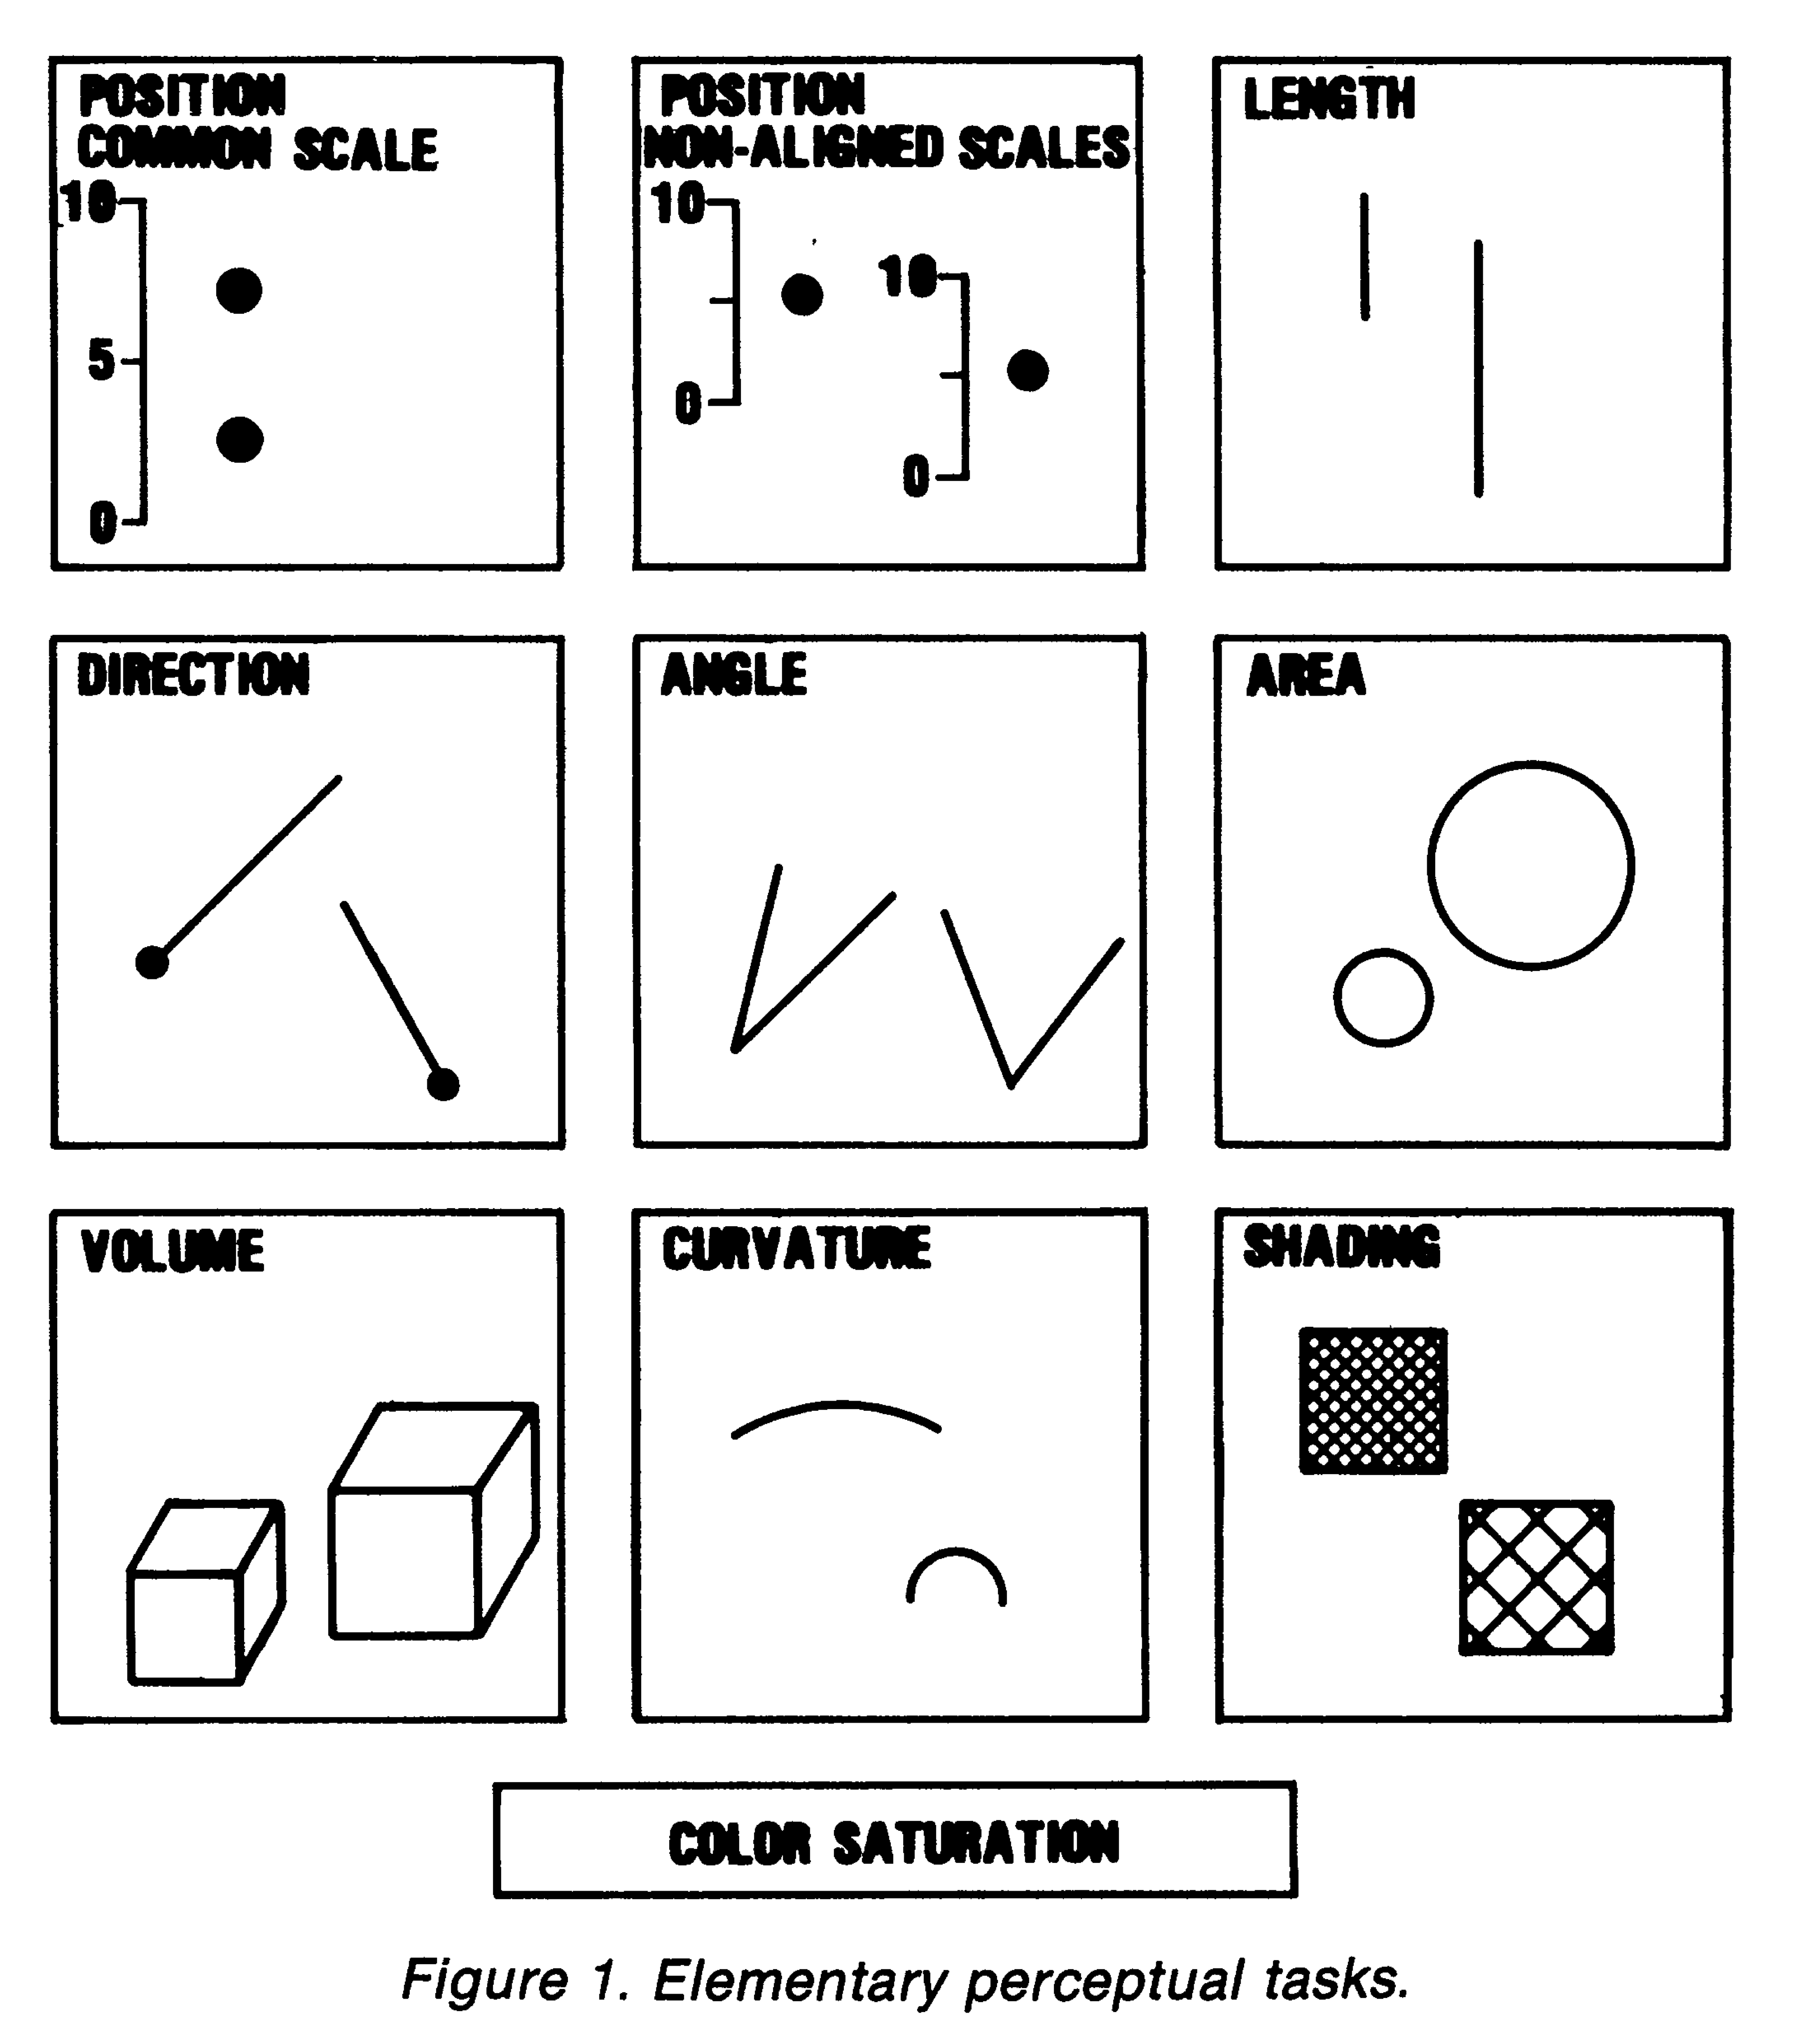 POSITION
COMMON SCALE
10
5
0
POSITION
NON-ALIGNED SCALES
10
0
10
0
LENGTH
DIRECTION
ANGLE
AREA
VOLUME
CURVATURE
SHADING
COLOR SATURATION
Figure 1. Elementary perceptual tasks.